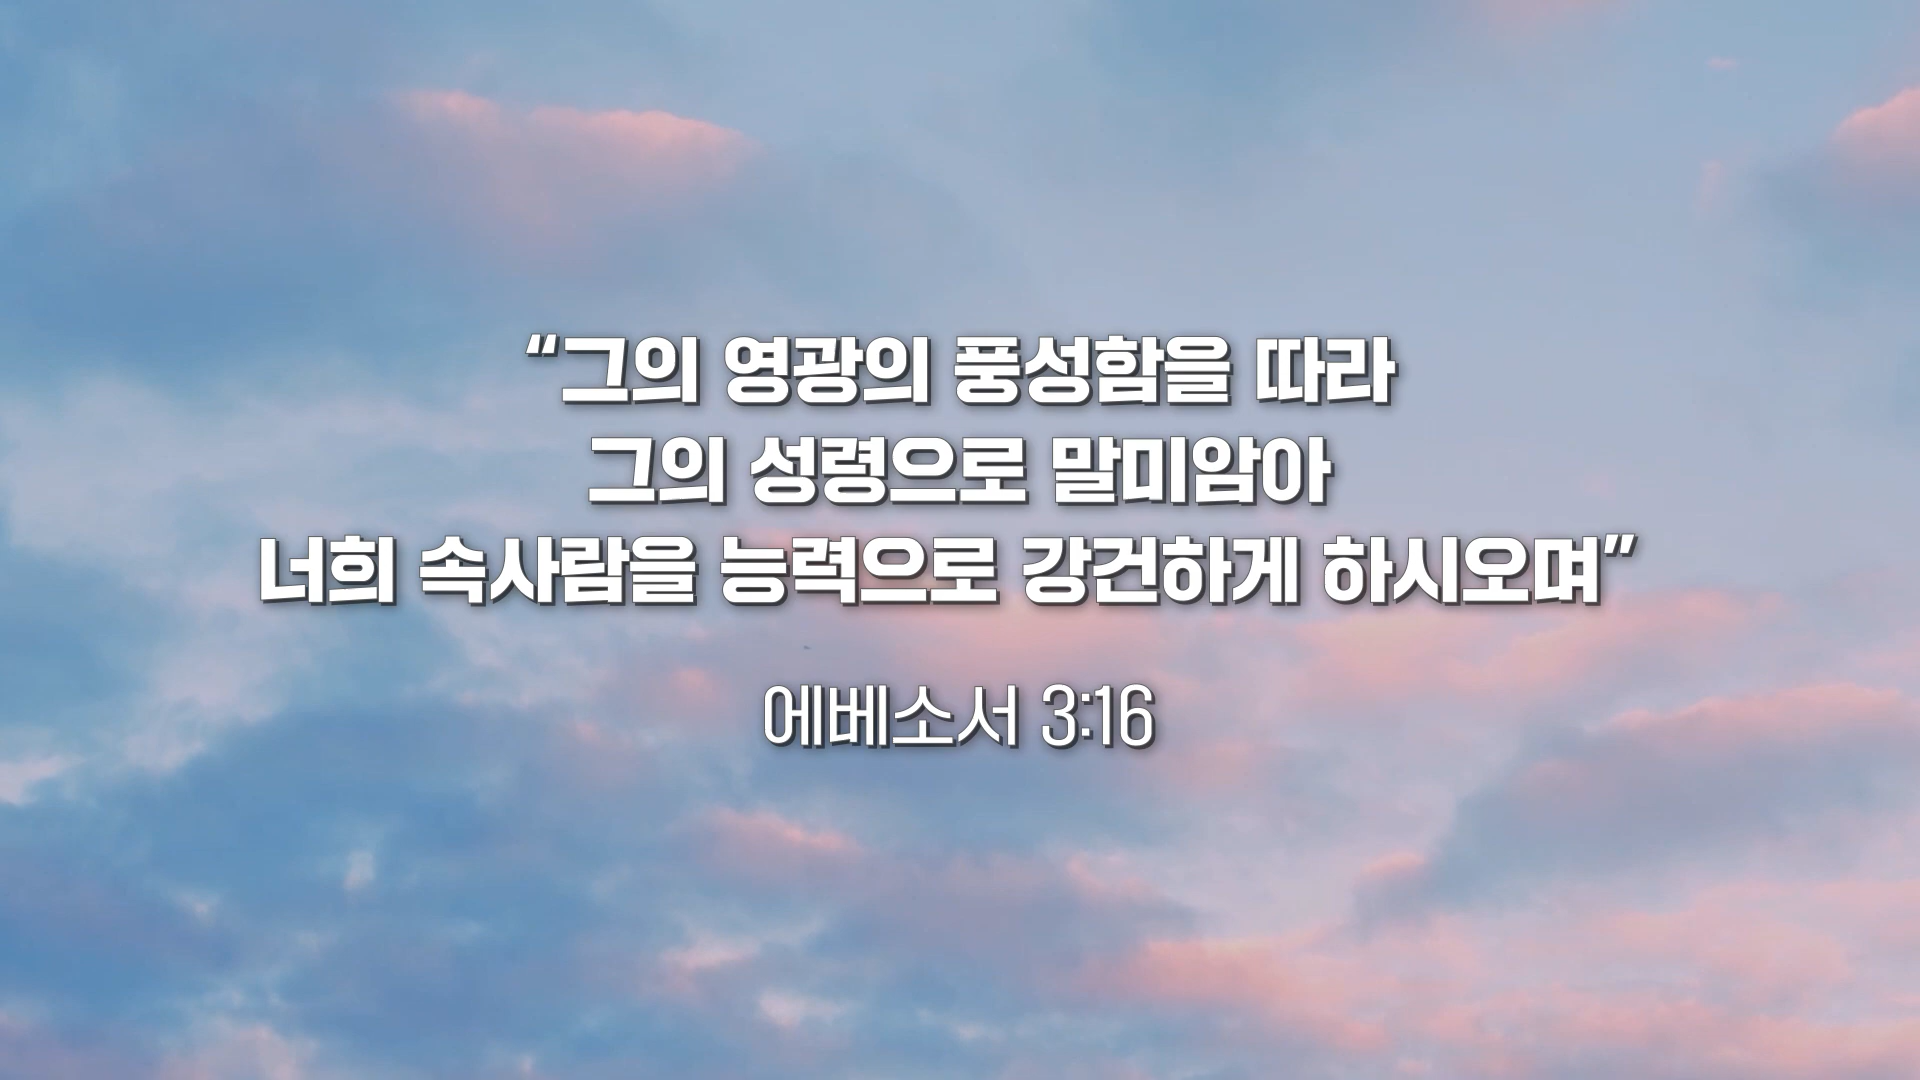 “그의 영광의 풍성함을 따라
그의 성령으로 말미암아
너희 속사람을 능력으로 강건하게 하시오며”
에베소서 3:16